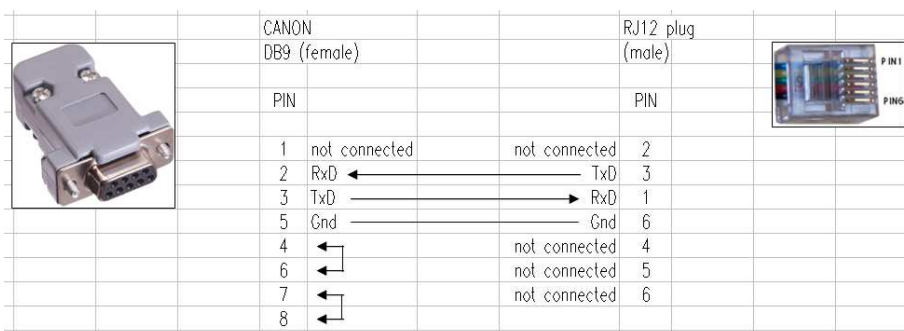 CANON RJ12 plug
DB9 (female) (male)
PIN1
PIN PIN PIN6
1 not connected not connected 2
2 RxD TxD 3
3 TxD RxD 1
5 Gnd Gnd 6
4 not connected 4
6 not connected 5
7 not connected 6
8